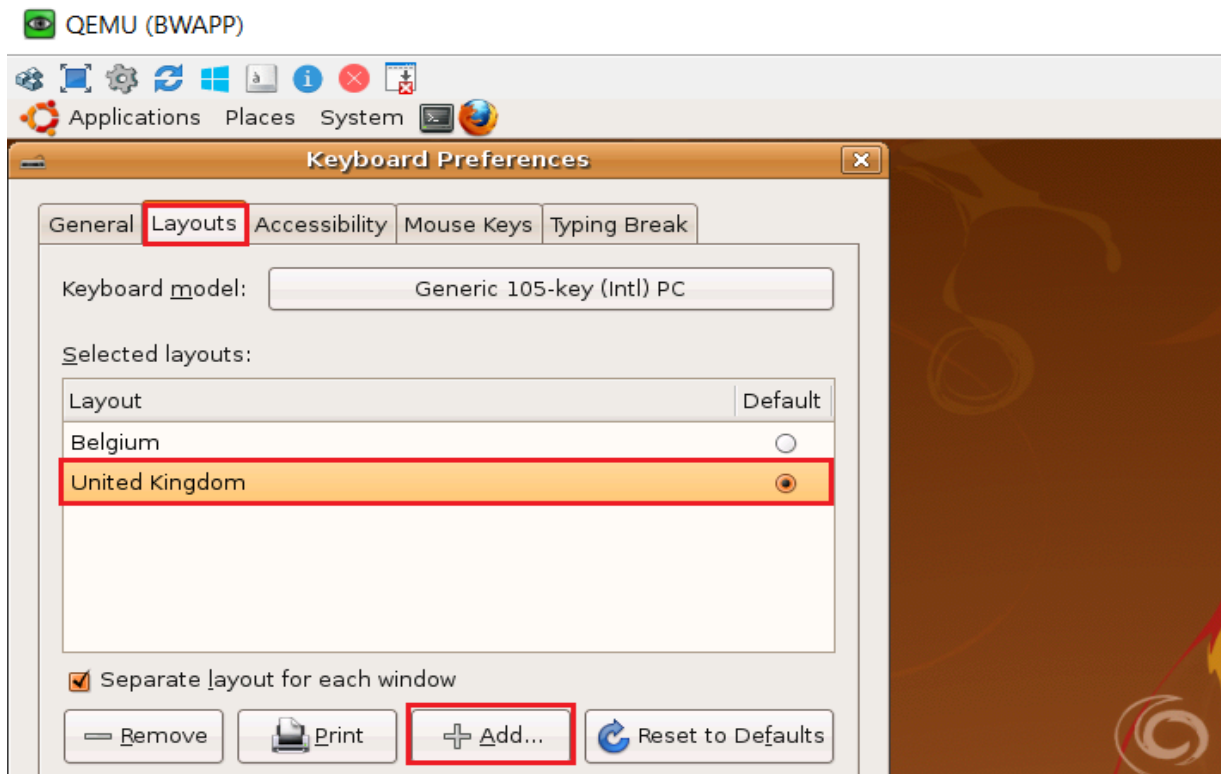 QEMU (BWAPP)
Applications Places System
Keyboard Preferences
General Layouts Accessibility Mouse Keys Typing Break
Keyboard model: Generic 105-key (Intl) PC
Selected layouts:
Layout Default
Belgium
United Kingdom
Separate layout for each window
Remove Print Add... Reset to Defaults